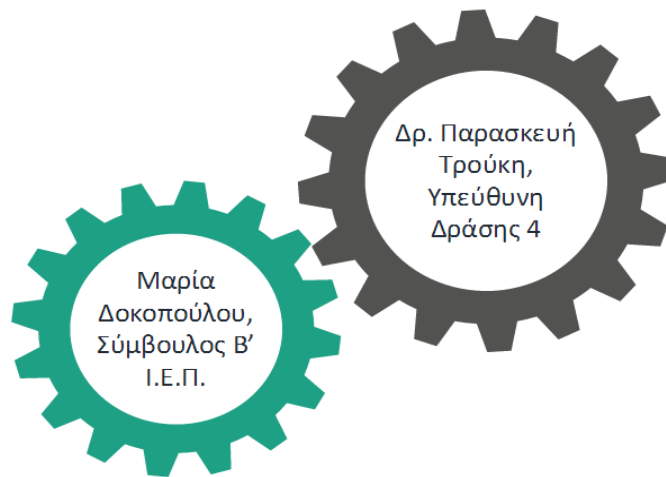 Δρ. Παρασκευή
Τρούκη,
Υπεύθυνη
Δράσης 4
Μαρία
Δοκοπούλου,
Σύμβουλος Β’
Ι.Ε.Π.